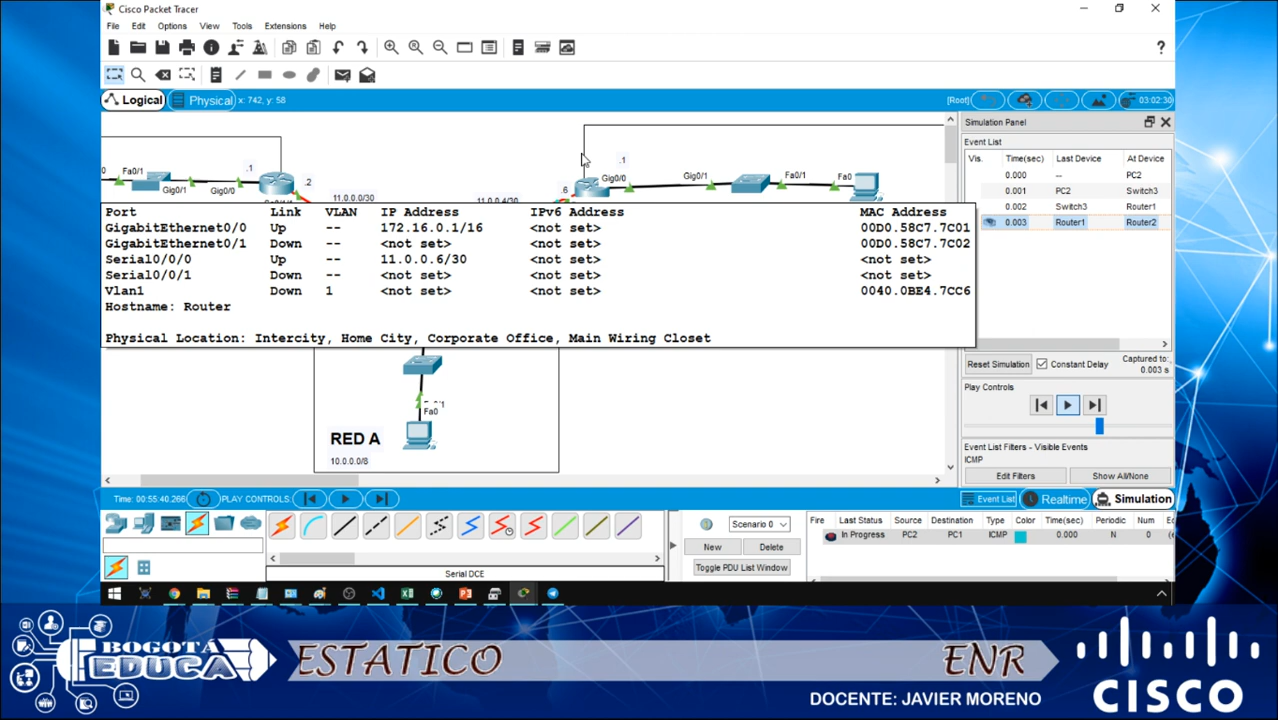 Cisco Packet Tracer
File Edit Options View Tools Extensions Help
?
Logical Physical x: 742, y: 58 [Root] 03:02:30
Simulation Panel
Event List
Vis. Time(sec) Last Device At Device
0.000 -- PC2
0.001 PC2 Switch3
0.002 Switch3 Router1
0.003 Router1 Router2
0 Fa0/1 Gig0/1 Gig0/0 .1 .2
11.0.0.0/30 11.0.0.4/30
.6 Gig0/0 .1 Gig0/1 Fa0/1 Fa0
Port Link VLAN IP Address IPv6 Address MAC Address
GigabitEthernet0/0 Up -- 172.16.0.1/16 <not set> 00D0.58C7.7C01
GigabitEthernet0/1 Down -- <not set> <not set> 00D0.58C7.7C02
Serial0/0/0 Up -- 11.0.0.6/30 <not set> <not set>
Serial0/0/1 Down -- <not set> <not set> <not set>
Vlan1 Down 1 <not set> <not set> 0040.0BE4.7CC6
Hostname: Router
Physical Location: Intercity, Home City, Corporate Office, Main Wiring Closet
Fa0
RED A
10.0.0.0/8
Reset Simulation Constant Delay Captured to:
0.003 s
Play Controls
Event List Filters - Visible Events
ICMP
Edit Filters Show All/None
Time: 00:55:40.266 PLAY CONTROLS: Event List Realtime Simulation
Serial DCE
Scenario 0
New Delete
Toggle PDU List Window
Fire Last Status Source Destination Type Color Time(sec) Periodic Num
In Progress PC2 PC1 ICMP 0.000 N 0
BOGOTÁ
EDUCA
ESTATICO ENR
DOCENTE: JAVIER MORENO
CISCO